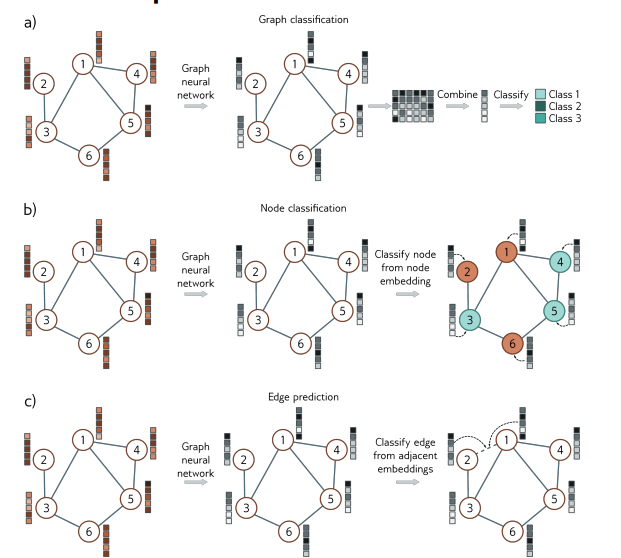 a)
Graph classification
1
2
3
4
5
6
Graph
neural
network
1
2
3
4
5
6
Combine
Classify
Class 1
Class 2
Class 3
b)
Node classification
1
2
3
4
5
6
Graph
neural
network
1
2
3
4
5
6
Classify node
from node
embedding
1
2
3
4
5
6
c)
Edge prediction
1
2
3
4
5
6
Graph
neural
network
1
2
3
4
5
6
Classify edge
from adjacent
embeddings
1
2
3
4
5
6